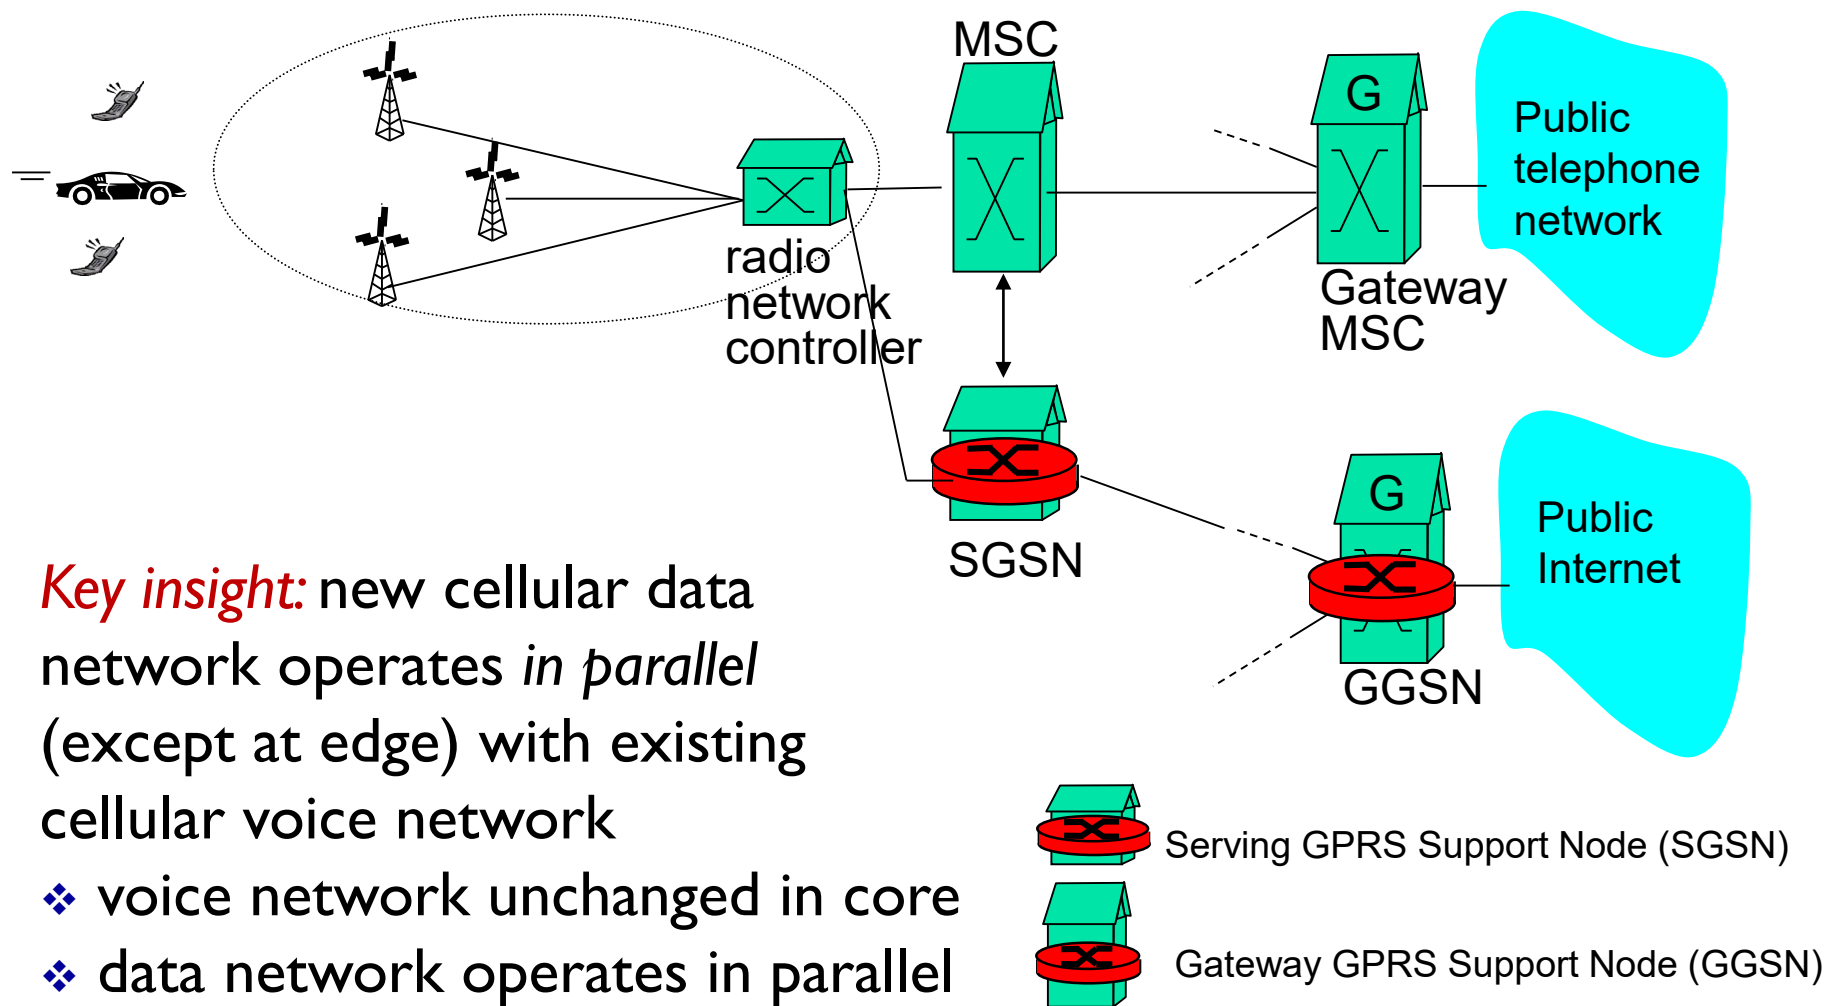 MSC
G
Public
telephone
network
radio
network
controller
Gateway
MSC
SGSN
G
Public
Internet
GGSN
Key insight: new cellular data
network operates in parallel
(except at edge) with existing
cellular voice network
❖ voice network unchanged in core
❖ data network operates in parallel
Serving GPRS Support Node (SGSN)
Gateway GPRS Support Node (GGSN)